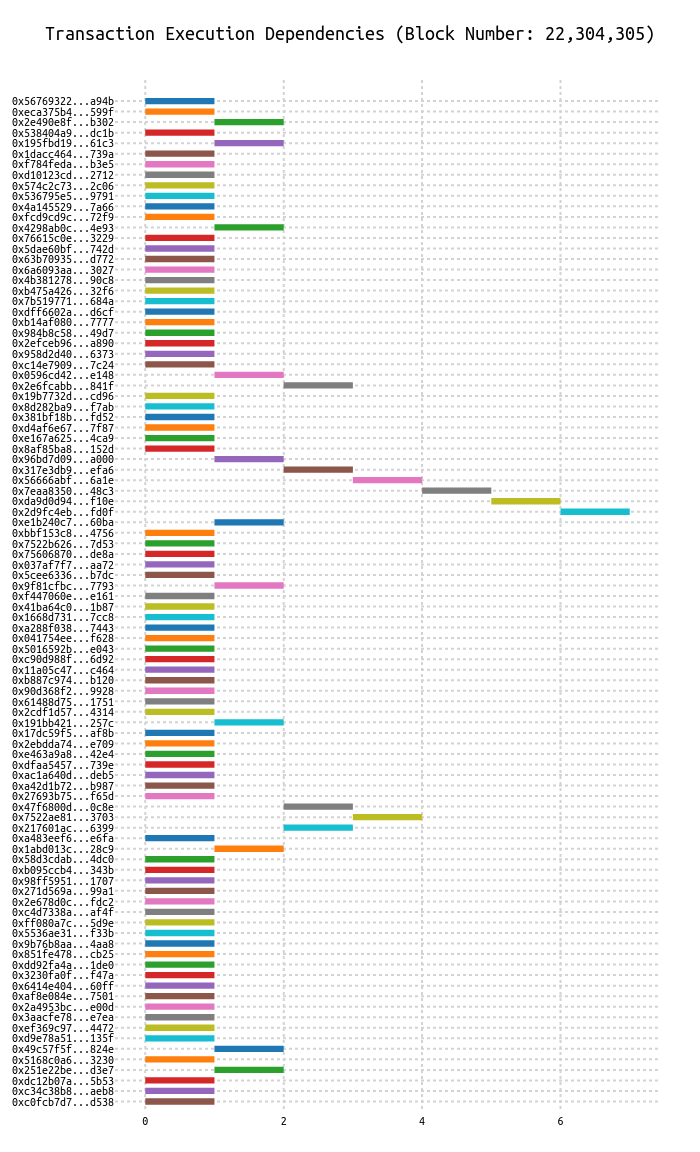 Transaction Execution Dependencies (Block Number: 22,304,305)
0x56769322...a94b
0xeca375b4...599f
0x2e490e8f...b302
0x538404a9...dc1b
0x195fbd19...61c3
0x1dacc464...739a
0xf784feda...b3e5
0xd10123cd...2712
0x574c2c73...2c06
0x536795e5...9791
0x4a145529...7a66
0xfcd9cd9c...72f9
0x4298ab0c...4e93
0x76615c0e...3229
0x5dae60bf...742d
0x63b70935...d772
0x6a6093aa...3027
0x4b381278...90c8
0xb475a426...32f6
0x7b519771...684a
0xdff6602a...d6cf
0xb14af080...7777
0x984b8c58...49d7
0x2efceb96...a890
0x958d2d40...6373
0xc14e7909...7c24
0x0596cd42...e148
0x2e6fcabb...841f
0x19b7732d...cd96
0x8d282ba9...f7ab
0x381bf18b...fd52
0xd4af6e67...7f87
0xe167a625...4ca9
0x8af85ba8...152d
0x96bd7d09...a000
0x317e3db9...efa6
0x56666abf...6a1e
0x7eaa8350...48c3
0xda9d0d94...f10e
0x2d9fc4eb...fd0f
0xe1b240c7...60ba
0xbbf153c8...4756
0x7522b626...7d53
0x75606870...de8a
0x037af7f7...aa72
0x5cee6336...b7dc
0x9f81cfbc...7793
0xf447060e...e161
0x41ba64c0...1b87
0x1668d731...7cc8
0xa288f038...7443
0x041754ee...f628
0x5016592b...e043
0xc90d988f...6d92
0x11a05c47...c464
0xb887c974...b120
0x90d368f2...9928
0x61488d75...1751
0x2cdf1d57...4314
0x191bb421...257c
0x17dc59f5...af8b
0x2ebdda74...e709
0xe463a9a8...42e4
0xdfaa5457...739e
0xac1a640d...deb5
0xa42d1b72...b987
0x27693b75...f65d
0x47f6800d...0c8e
0x7522ae81...3703
0x217601ac...6399
0xa483eef6...e6fa
0x1abd013c...28c9
0x58d3cdab...4dc0
0xb095ccb4...343b
0x98ff5951...1707
0x271d569a...99a1
0x2e678d0c...fdc2
0xc4d7338a...af4f
0xff080a7c...5d9e
0x5536ae31...f33b
0x9b76b8aa...4aa8
0x851fe478...cb25
0xdd92fa4a...1de0
0x3230fa0f...f47a
0x6414e404...60ff
0xaf8e084e...7501
0x2a4953bc...e00d
0x3aacfe78...e7ea
0xef369c97...4472
0xd9e78a51...135f
0x49c57f5f...824e
0x5168c0a6...3230
0x251e22be...d3e7
0xdc12b07a...5b53
0xc34c38b8...aeb8
0xc0fcb7d7...d538
0 2 4 6